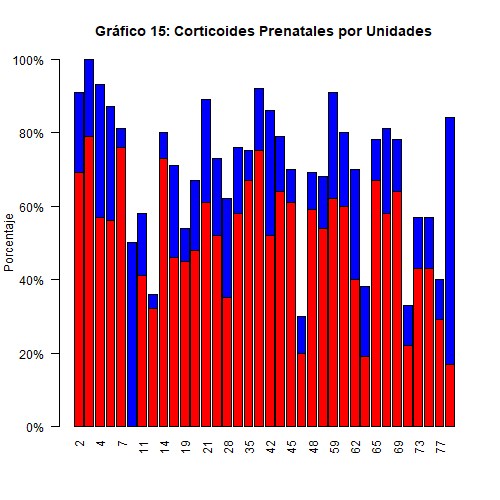 Gráfico 15: Corticoides Prenatales por Unidades
100%
80%
60%
40%
20%
0%
Porcentaje
2 4 7 11 14 19 21 28 35 42 45 48 59 62 65 69 73 77